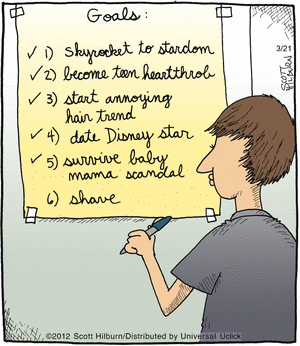 Goals:
✓ 1) Skyrocket to stardom
✓ 2) become teen heartthrob
✓ 3) start annoying
hair trend
✓ 4) date Disney star
✓ 5) survive baby
mama scandal
6) shave
3/21
SCOTT
HILBURN
©2012 Scott Hilburn/Distributed by Universal Uclick